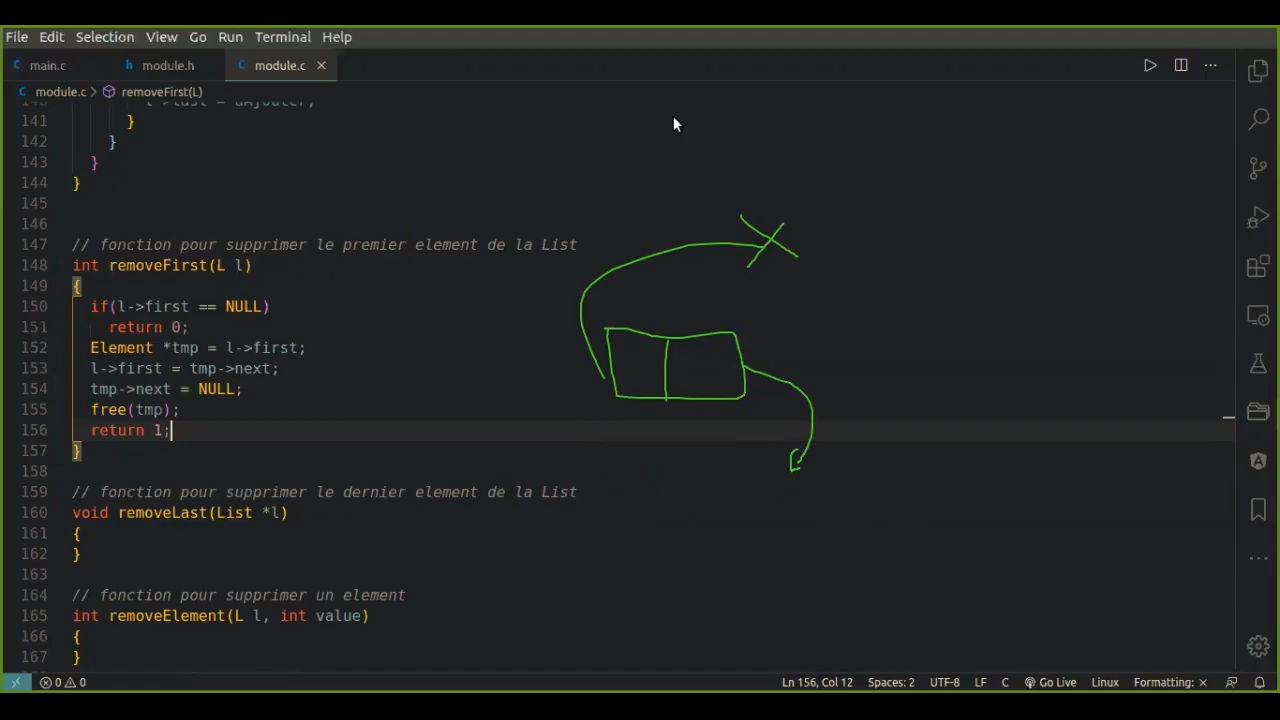 File Edit Selection View Go Run Terminal Help
C main.c h module.h C module.c
C module.c > removeFirst(L)
141 }
142 }
143 }
144 }
145
146
147 // fonction pour supprimer le premier element de la List
148 int removeFirst(L l)
149 {
150 if(l->first == NULL)
151 return 0;
152 Element *tmp = l->first;
153 l->first = tmp->next;
154 tmp->next = NULL;
155 free(tmp);
156 return 1;
157 }
158
159 // fonction pour supprimer le dernier element de la List
160 void removeLast(List *l)
161 {
162 }
163
164 // fonction pour supprimer un element
165 int removeElement(L l, int value)
166 {
167 }
0 0 Ln 156, Col 12 Spaces: 2 UTF-8 LF C Go Live Linux Formatting: ×